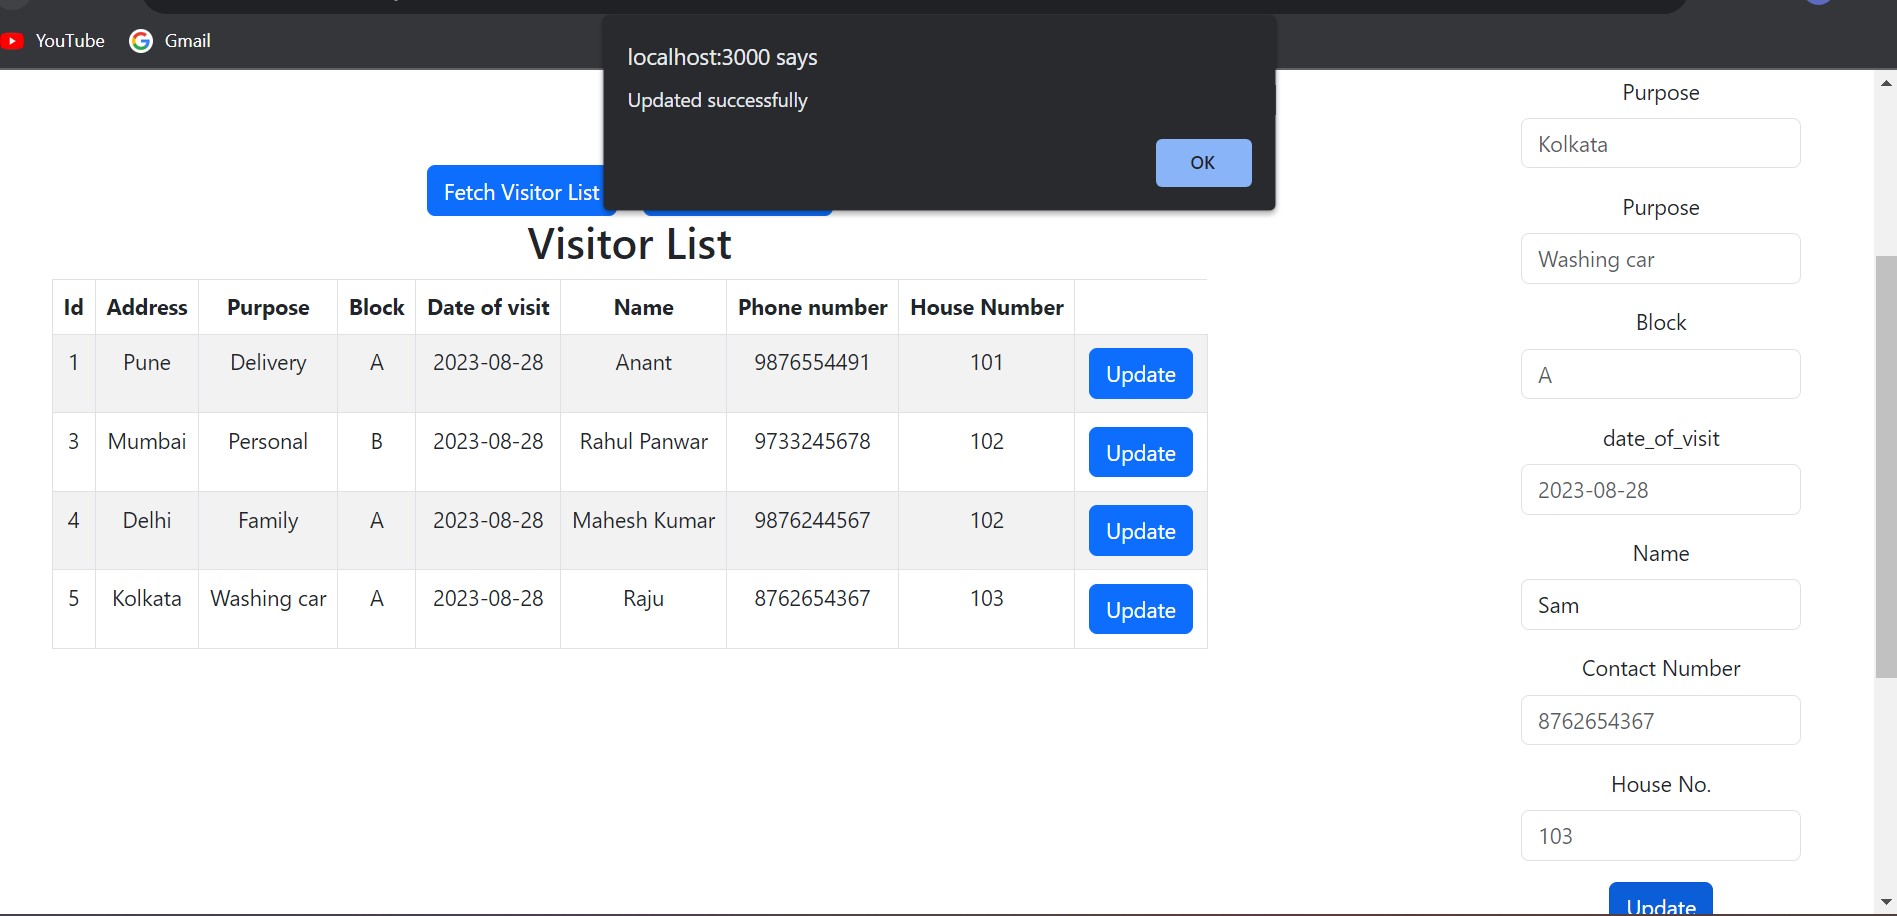 YouTube Gmail
localhost:3000 says
Updated successfully
OK
Fetch Visitor List
Visitor List
Id Address Purpose Block Date of visit Name Phone number House Number
1 Pune Delivery A 2023-08-28 Anant 9876554491 101 Update
3 Mumbai Personal B 2023-08-28 Rahul Panwar 9733245678 102 Update
4 Delhi Family A 2023-08-28 Mahesh Kumar 9876244567 102 Update
5 Kolkata Washing car A 2023-08-28 Raju 8762654367 103 Update
Purpose
Kolkata
Purpose
Washing car
Block
A
date_of_visit
2023-08-28
Name
Sam
Contact Number
8762654367
House No.
103
Update